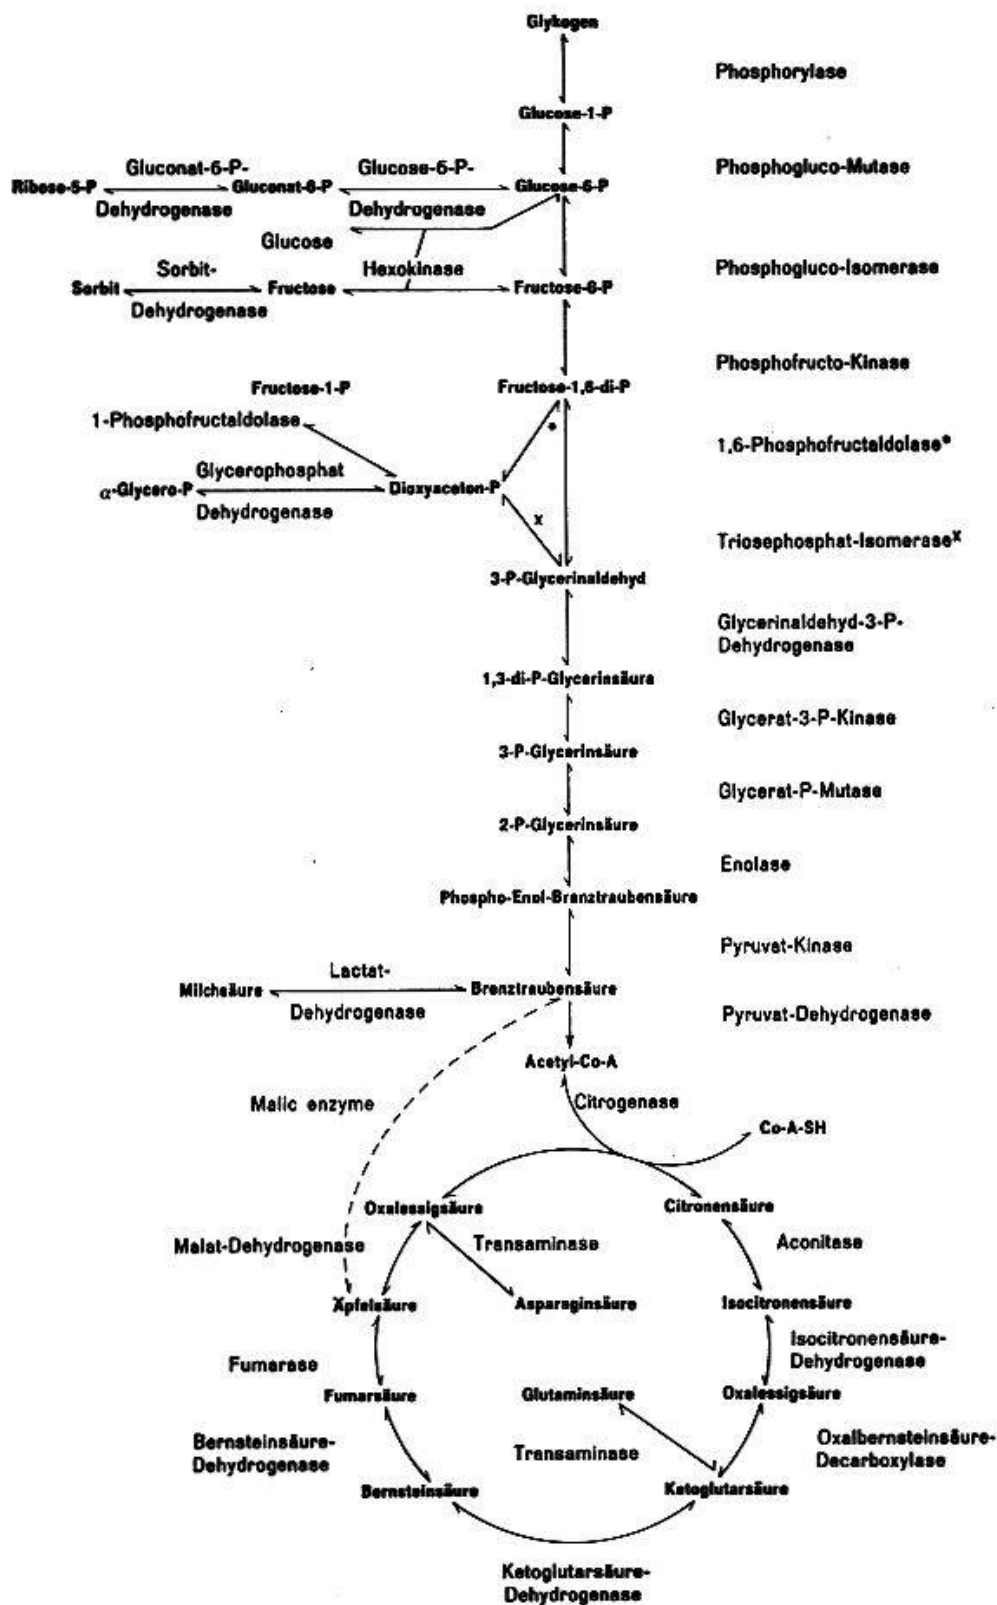 Glykogen
Phosphorylase
Glucose-1-P
Gluconat-6-P-
Glucose-6-P-
Phosphogluco-Mutase
Ribose-5-P
Gluconat-6-P
Glucose-6-P
Dehydrogenase
Dehydrogenase
Glucose
Sorbit-
Hexokinase
Phosphogluco-Isomerase
Sorbit
Fructose
Fructose-6-P
Dehydrogenase
Phosphofructo-Kinase
Fructose-1-P
Fructose-1,6-di-P
1-Phosphofructaldolase
*
1,6-Phosphofructaldolase*
Glycerophosphat
α-Glycero-P
Dioxyaceton-P
Dehydrogenase
x
Triosephosphat-Isomerasex
3-P-Glycerinaldehyd
Glycerinaldehyd-3-P-
Dehydrogenase
1,3-di-P-Glycerinsäura
Glycerat-3-P-Kinase
3-P-Glycerinsäure
Glycerat-P-Mutase
2-P-Glycerinsäure
Enolase
Phospho-Enol-Brenztraubensäure
Pyruvat-Kinase
Lactat-
Milchsäure
Brenztraubensäure
Dehydrogenase
Pyruvat-Dehydrogenase
Acetyl-Co-A
Malic enzyme
Citrogenase
Co-A-SH
Oxalessigsäure
Citronensäure
Malat-Dehydrogenase
Transaminase
Aconitase
Äpfelsäure
Asparaginsäure
Isocitronensäure
Isocitronensäure-
Dehydrogenase
Fumarase
Fumarsäure
Glutaminsäure
Oxalessigsäure
Bernsteinsäure-
Dehydrogenase
Transaminase
Oxalbernsteinsäure-
Decarboxylase
Bernsteinsäure
Ketoglutarsäure
Ketoglutarsäure-
Dehydrogenase